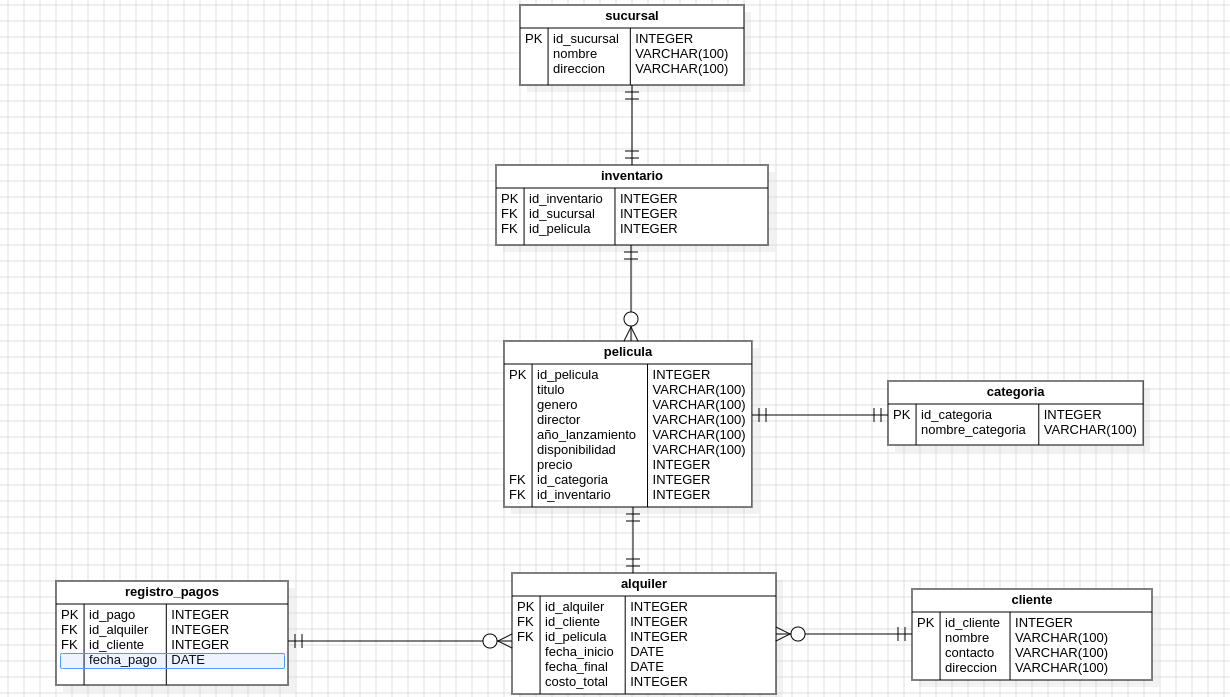 sucursal
PK id_sucursal INTEGER
nombre VARCHAR(100)
direccion VARCHAR(100)
inventario
PK id_inventario INTEGER
FK id_sucursal INTEGER
FK id_pelicula INTEGER
pelicula
PK id_pelicula INTEGER
titulo VARCHAR(100)
genero VARCHAR(100)
director VARCHAR(100)
año_lanzamiento VARCHAR(100)
disponibilidad VARCHAR(100)
precio INTEGER
FK id_categoria INTEGER
FK id_inventario INTEGER
categoria
PK id_categoria INTEGER
nombre_categoria VARCHAR(100)
registro_pagos
PK id_pago INTEGER
FK id_alquiler INTEGER
FK id_cliente INTEGER
fecha_pago DATE
alquiler
PK id_alquiler INTEGER
FK id_cliente INTEGER
FK id_pelicula INTEGER
fecha_inicio DATE
fecha_final DATE
costo_total INTEGER
cliente
PK id_cliente INTEGER
nombre VARCHAR(100)
contacto VARCHAR(100)
direccion VARCHAR(100)